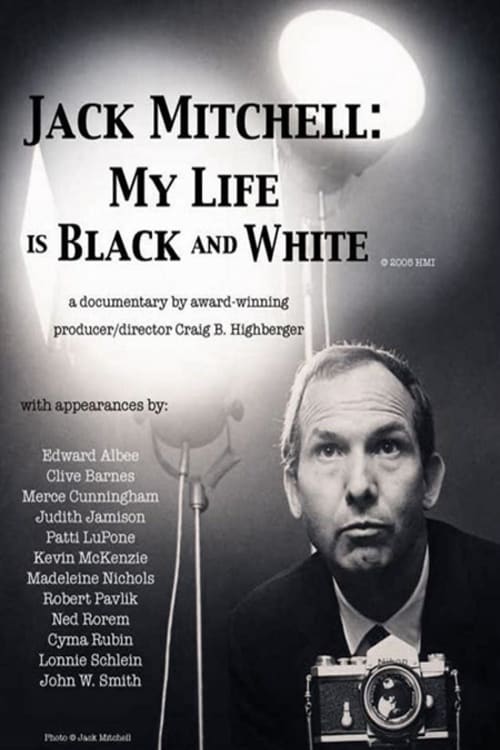 JACK MITCHELL:
MY LIFE
IS BLACK AND WHITE
© 2005 HMI
a documentary by award-winning
producer/director Craig B. Highberger
with appearances by:
Edward Albee
Clive Barnes
Merce Cunningham
Judith Jamison
Patti LuPone
Kevin McKenzie
Madeleine Nichols
Robert Pavlik
Ned Rorem
Cyma Rubin
Lonnie Schlein
John W. Smith
Nikon
Photo © Jack Mitchell